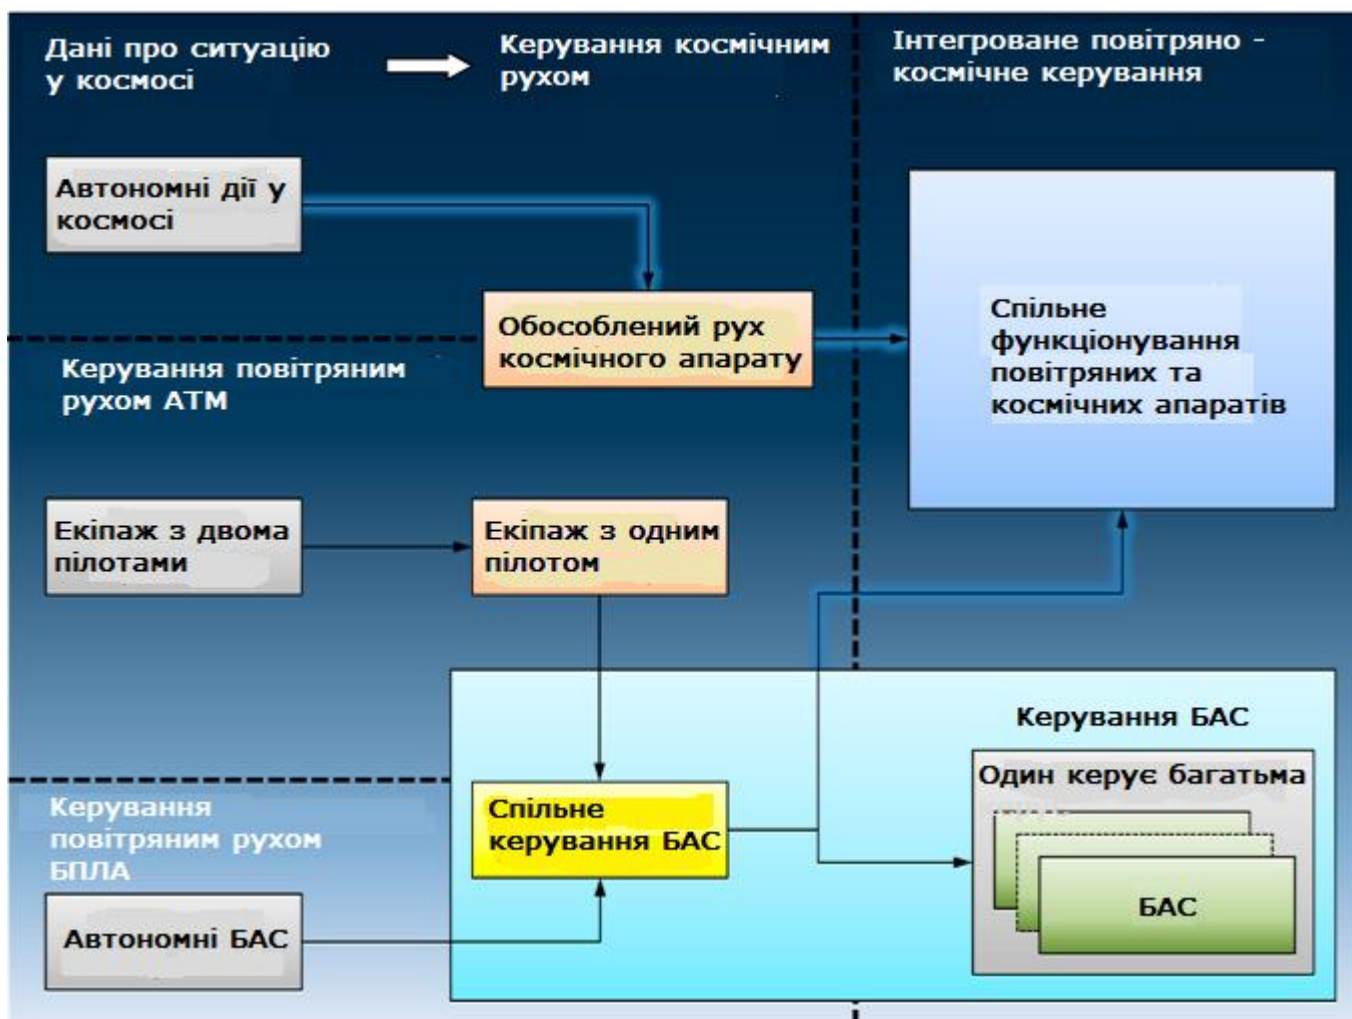 Дані про ситуацію
у космосі
Керування космічним
рухом
Інтегроване повітряно -
космічне керування
Автономні дії у
космосі
Обособлений рух
космічного апарату
Спільне
функціонування
повітряних та
космічних апаратів
Керування повітряним
рухом АТМ
Екіпаж з двома
пілотами
Екіпаж з одним
пілотом
Керування БАС
Один керує багатьма
БАС
Спільне
керування БАС
Керування
повітряним рухом
БПЛА
Автономні БАС